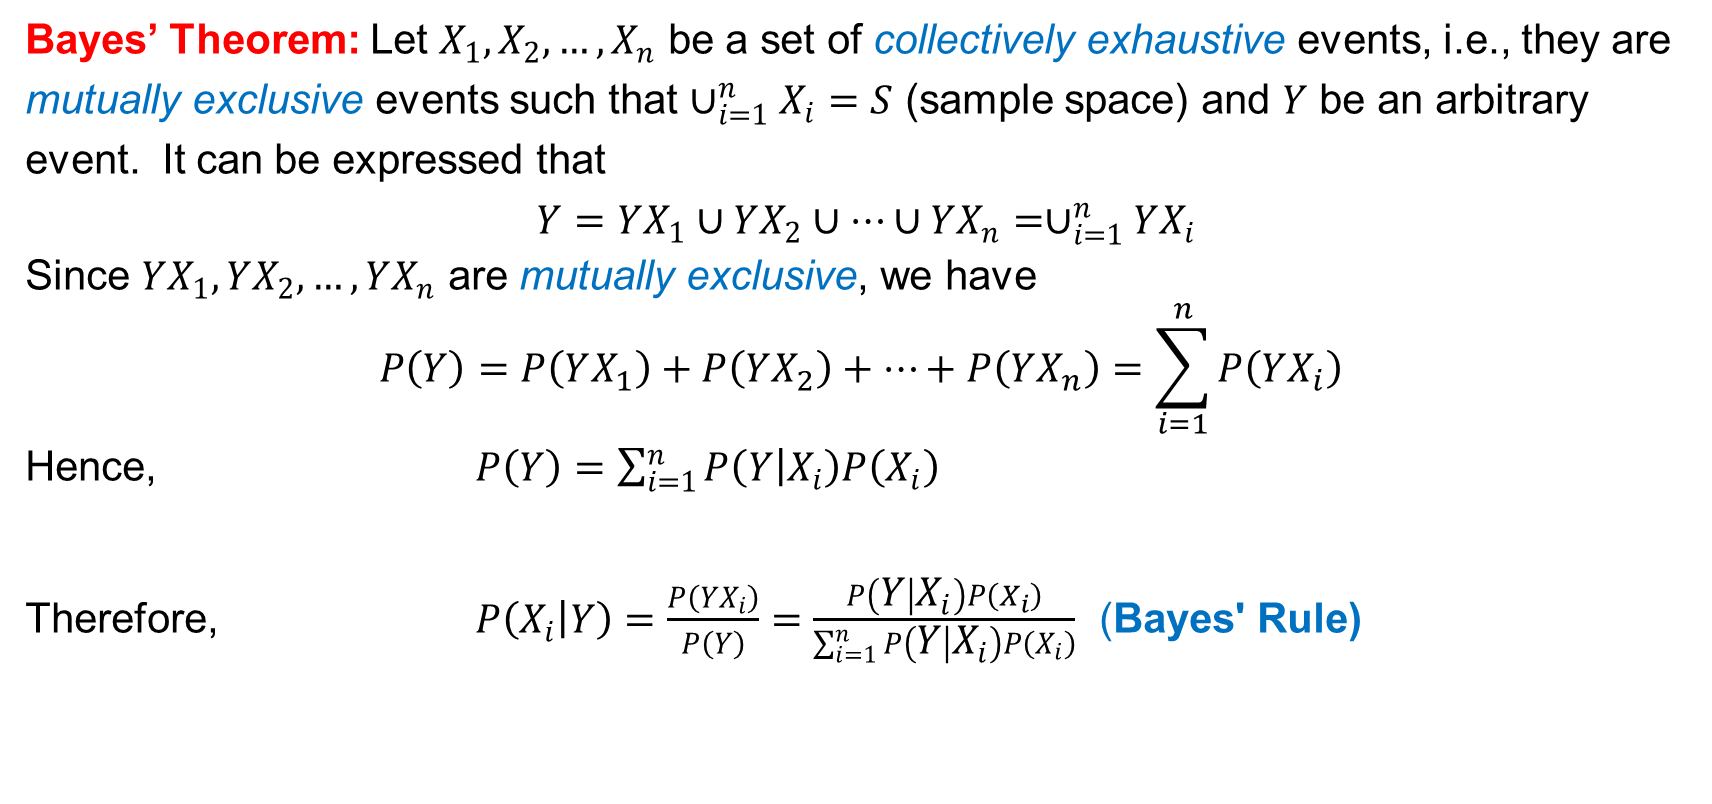 Bayes’ Theorem: Let X₁, X₂, … , Xₙ be a set of collectively exhaustive events, i.e., they are
mutually exclusive events such that ∪ⁿᵢ₌₁ Xᵢ = S (sample space) and Y be an arbitrary
event.  It can be expressed that
Y = YX₁ ∪ YX₂ ∪ ⋯ ∪ YXₙ =∪ⁿᵢ₌₁ YXᵢ
Since YX₁, YX₂, … , YXₙ are mutually exclusive, we have
P(Y) = P(YX₁) + P(YX₂) + ⋯ + P(YXₙ) = ∑ⁿᵢ₌₁ P(YXᵢ)
Hence, P(Y) = ∑ⁿᵢ₌₁ P(Y|Xᵢ)P(Xᵢ)
Therefore, P(Xᵢ|Y) = P(YXᵢ)/P(Y) = P(Y|Xᵢ)P(Xᵢ)/∑ⁿᵢ₌₁ P(Y|Xᵢ)P(Xᵢ) (Bayes' Rule)